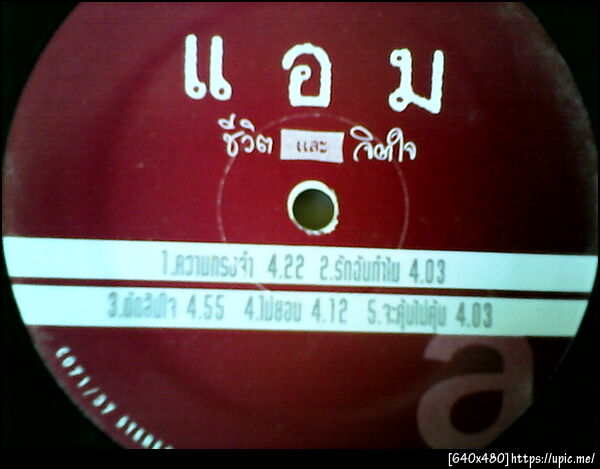 แอม
ชีวิต และ จิตใจ
1.ความทรงจำ 4.22 2.รักฉันทำไม 4.03
3.ตัดสินใจ 4.55 4.ไม่ยอม 4.12 5.จะคุ้มไม่คุ้ม 4.03
a
[640x480]https://upic.me/